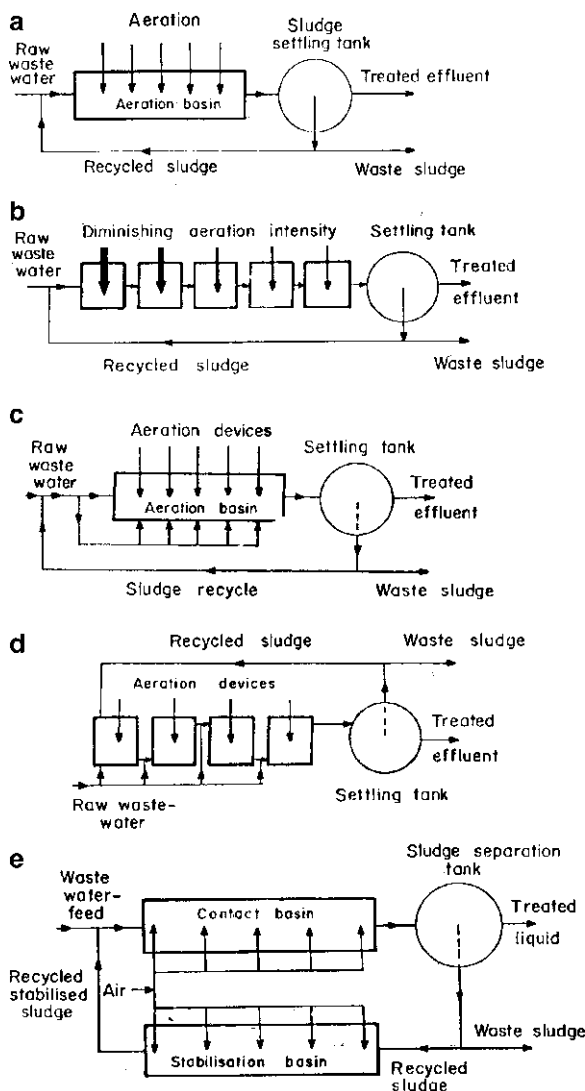 a
Aeration
Sludge
settling tank
Raw
waste
water
Aeration basin
Treated effluent
Recycled sludge
Waste sludge
b
Raw
waste
water
Diminishing aeration intensity
Settling tank
Treated
effluent
Recycled sludge
Waste sludge
c
Aeration devices
Settling tank
Raw
waste
water
Aeration basin
Treated
effluent
Sludge recycle
Waste sludge
d
Recycled sludge
Waste sludge
Aeration devices
Treated
effluent
Raw waste-
water
Settling tank
e
Sludge separation
tank
Waste
water-
feed
Contact basin
Treated
liquid
Recycled
stabilised
sludge
Air
Stabilisation basin
Waste sludge
Recycled
sludge